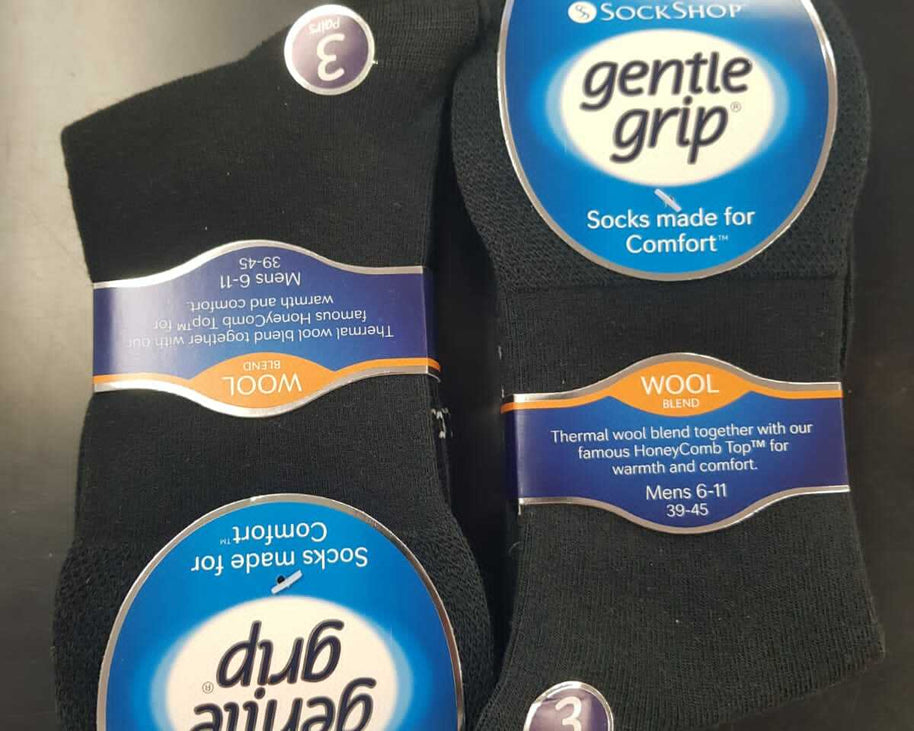 3
Pairs
SOCKSHOP
gentle
grip®
Socks made for
Comfort™
WOOL
BLEND
Thermal wool blend together with our
famous HoneyComb Top™ for
warmth and comfort.
Mens 6-11
39-45
3
WOOL
BLEND
Thermal wool blend together with our
famous HoneyComb Top™ for
warmth and comfort.
Mens 6-11
39-45
gentle
grip®
Socks made for
Comfort™